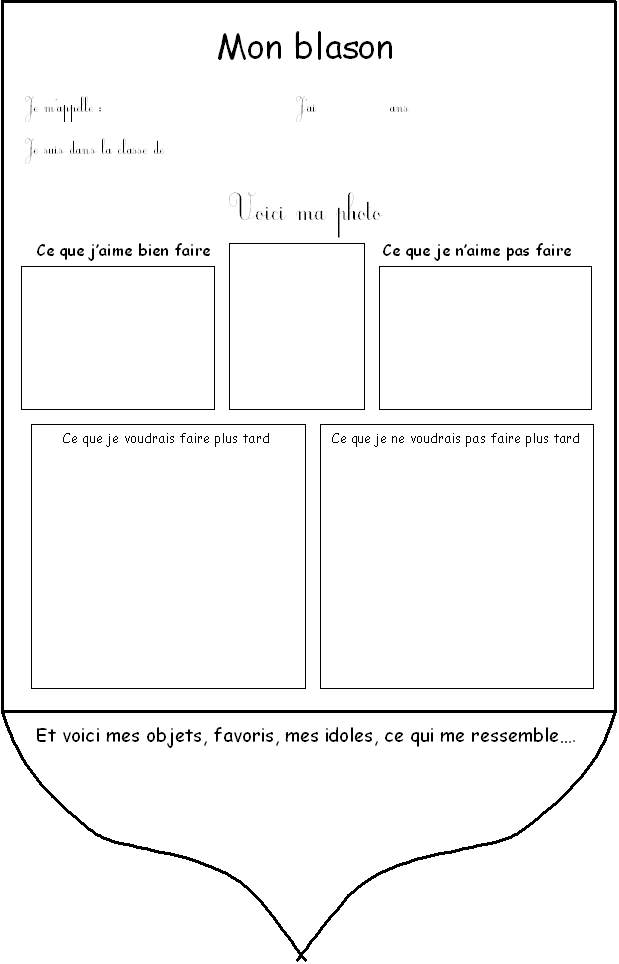 Mon blason
Je m'appelle : J'ai ans
Je suis dans la classe de
Voici ma photo
Ce que j'aime bien faire Ce que je n'aime pas faire
Ce que je voudrais faire plus tard Ce que je ne voudrais pas faire plus tard
Et voici mes objets, favoris, mes idoles, ce qui me ressemble....